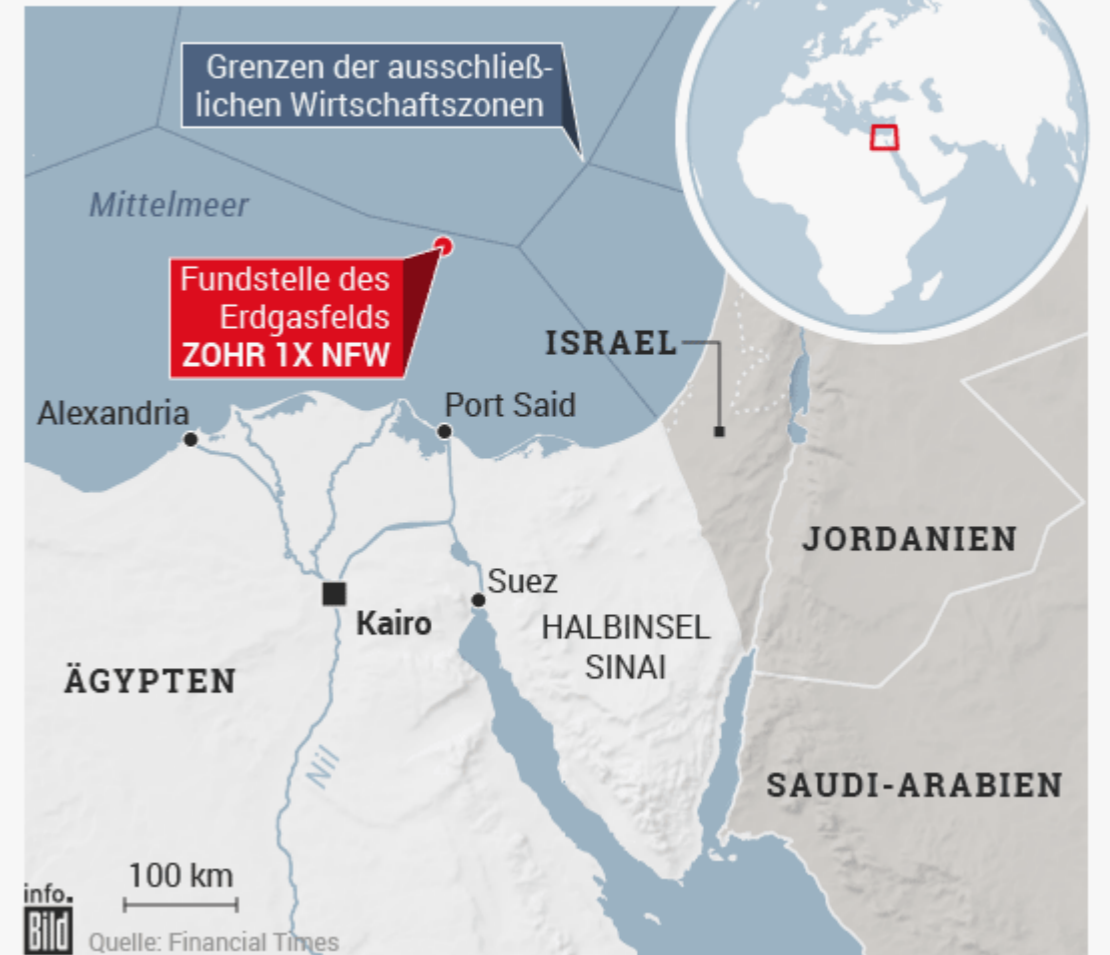 Grenzen der ausschließ-
lichen Wirtschaftszonen
Mittelmeer
Fundstelle des
Erdgasfelds
ZOHR 1X NFW
ISRAEL
Alexandria
Port Said
JORDANIEN
Suez
Kairo
HALBINSEL
SINAI
ÄGYPTEN
Nil
SAUDI-ARABIEN
100 km
info.
Bild
Quelle: Financial Times